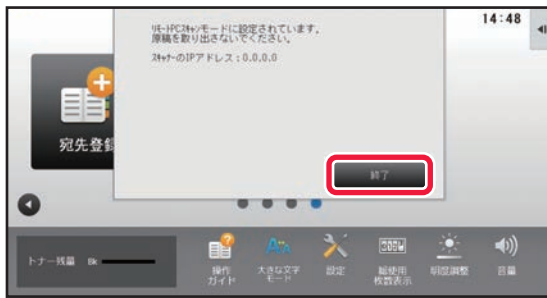 リモートPCスキャンモードに設定されています。
原稿を取り出さないでください。
スキャナーのIPアドレス：0.0.0.0
14:48
宛先登録
終了
トナー残量 Bk
操作
ガイド
大きな文字
モード
設定
総使用
枚数表示
明度調整
音量